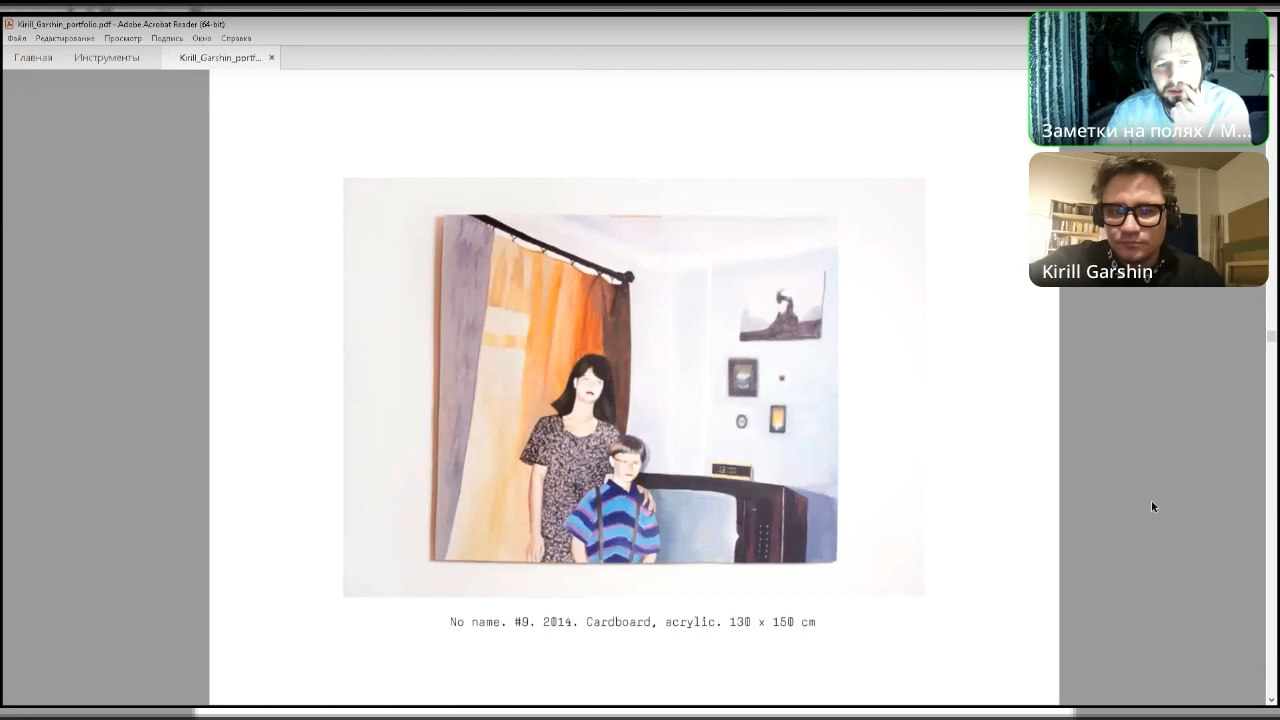 Kirill_Garshin_portfolio.pdf - Adobe Acrobat Reader (64-bit)
Файл Редактирование Просмотр Подпись Окно Справка
Главная Инструменты Kirill_Garshin_portf... ×
Заметки на полях / М...
Kirill Garshin
No name. #9. 2014. Cardboard, acrylic. 130 x 150 cm